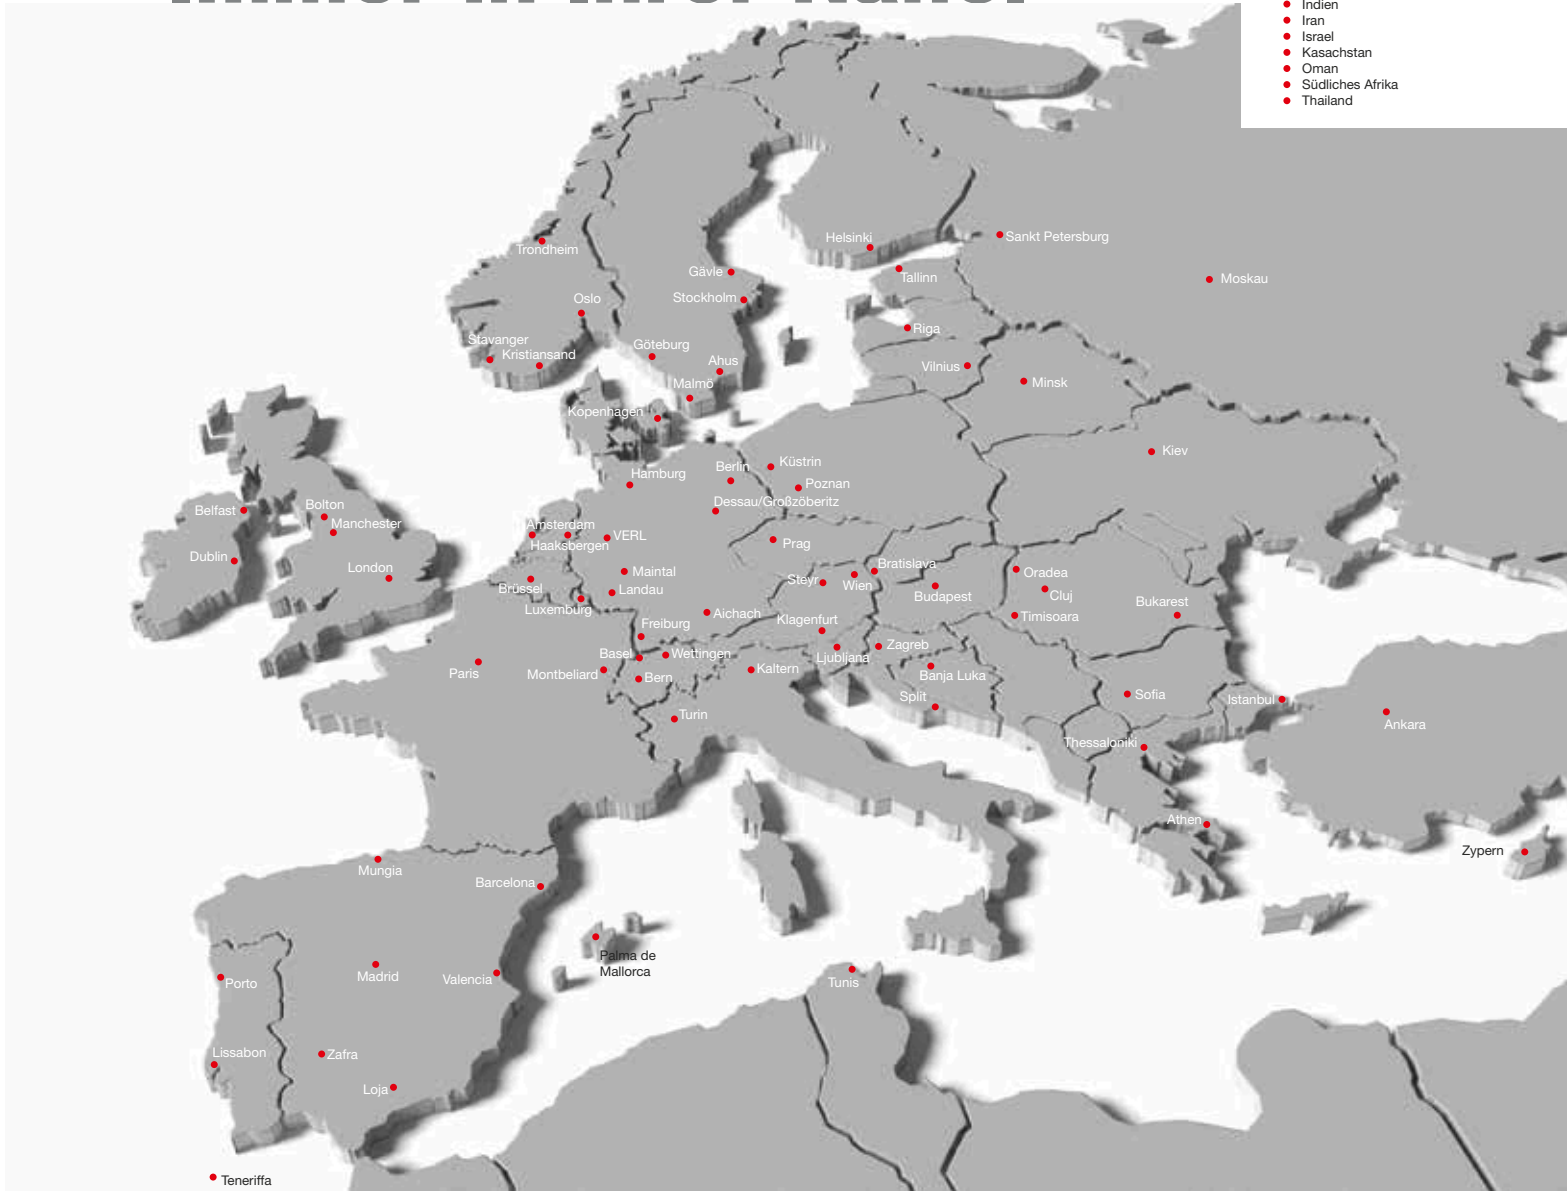 Indien
Iran
Israel
Kasachstan
Oman
Südliches Afrika
Thailand
Trondheim
Helsinki
Sankt Petersburg
Gävle
Tallinn
Moskau
Oslo
Stockholm
Riga
Stavanger
Kristiansand
Göteborg
Ahus
Vilnius
Minsk
Malmö
Kopenhagen
Kiev
Hamburg
Berlin
Küstrin
Poznan
Dessau/Großzöberitz
Belfast
Bolton
Manchester
Amsterdam
Haaksbergen
VERL
Prag
Dublin
London
Brüssel
Maintal
Landau
Luxemburg
Steyr
Wien
Bratislava
Budapest
Oradea
Cluj
Timisoara
Bukarest
Aichach
Freiburg
Klagenfurt
Basel
Wettingen
Ljubljana
Zagreb
Paris
Montbeliard
Bern
Kaltern
Banja Luka
Split
Sofia
Istanbul
Ankara
Turin
Thessaloniki
Athen
Zypern
Mungia
Barcelona
Palma de
Mallorca
Madrid
Valencia
Porto
Tunis
Lissabon
Zafra
Loja
Teneriffa